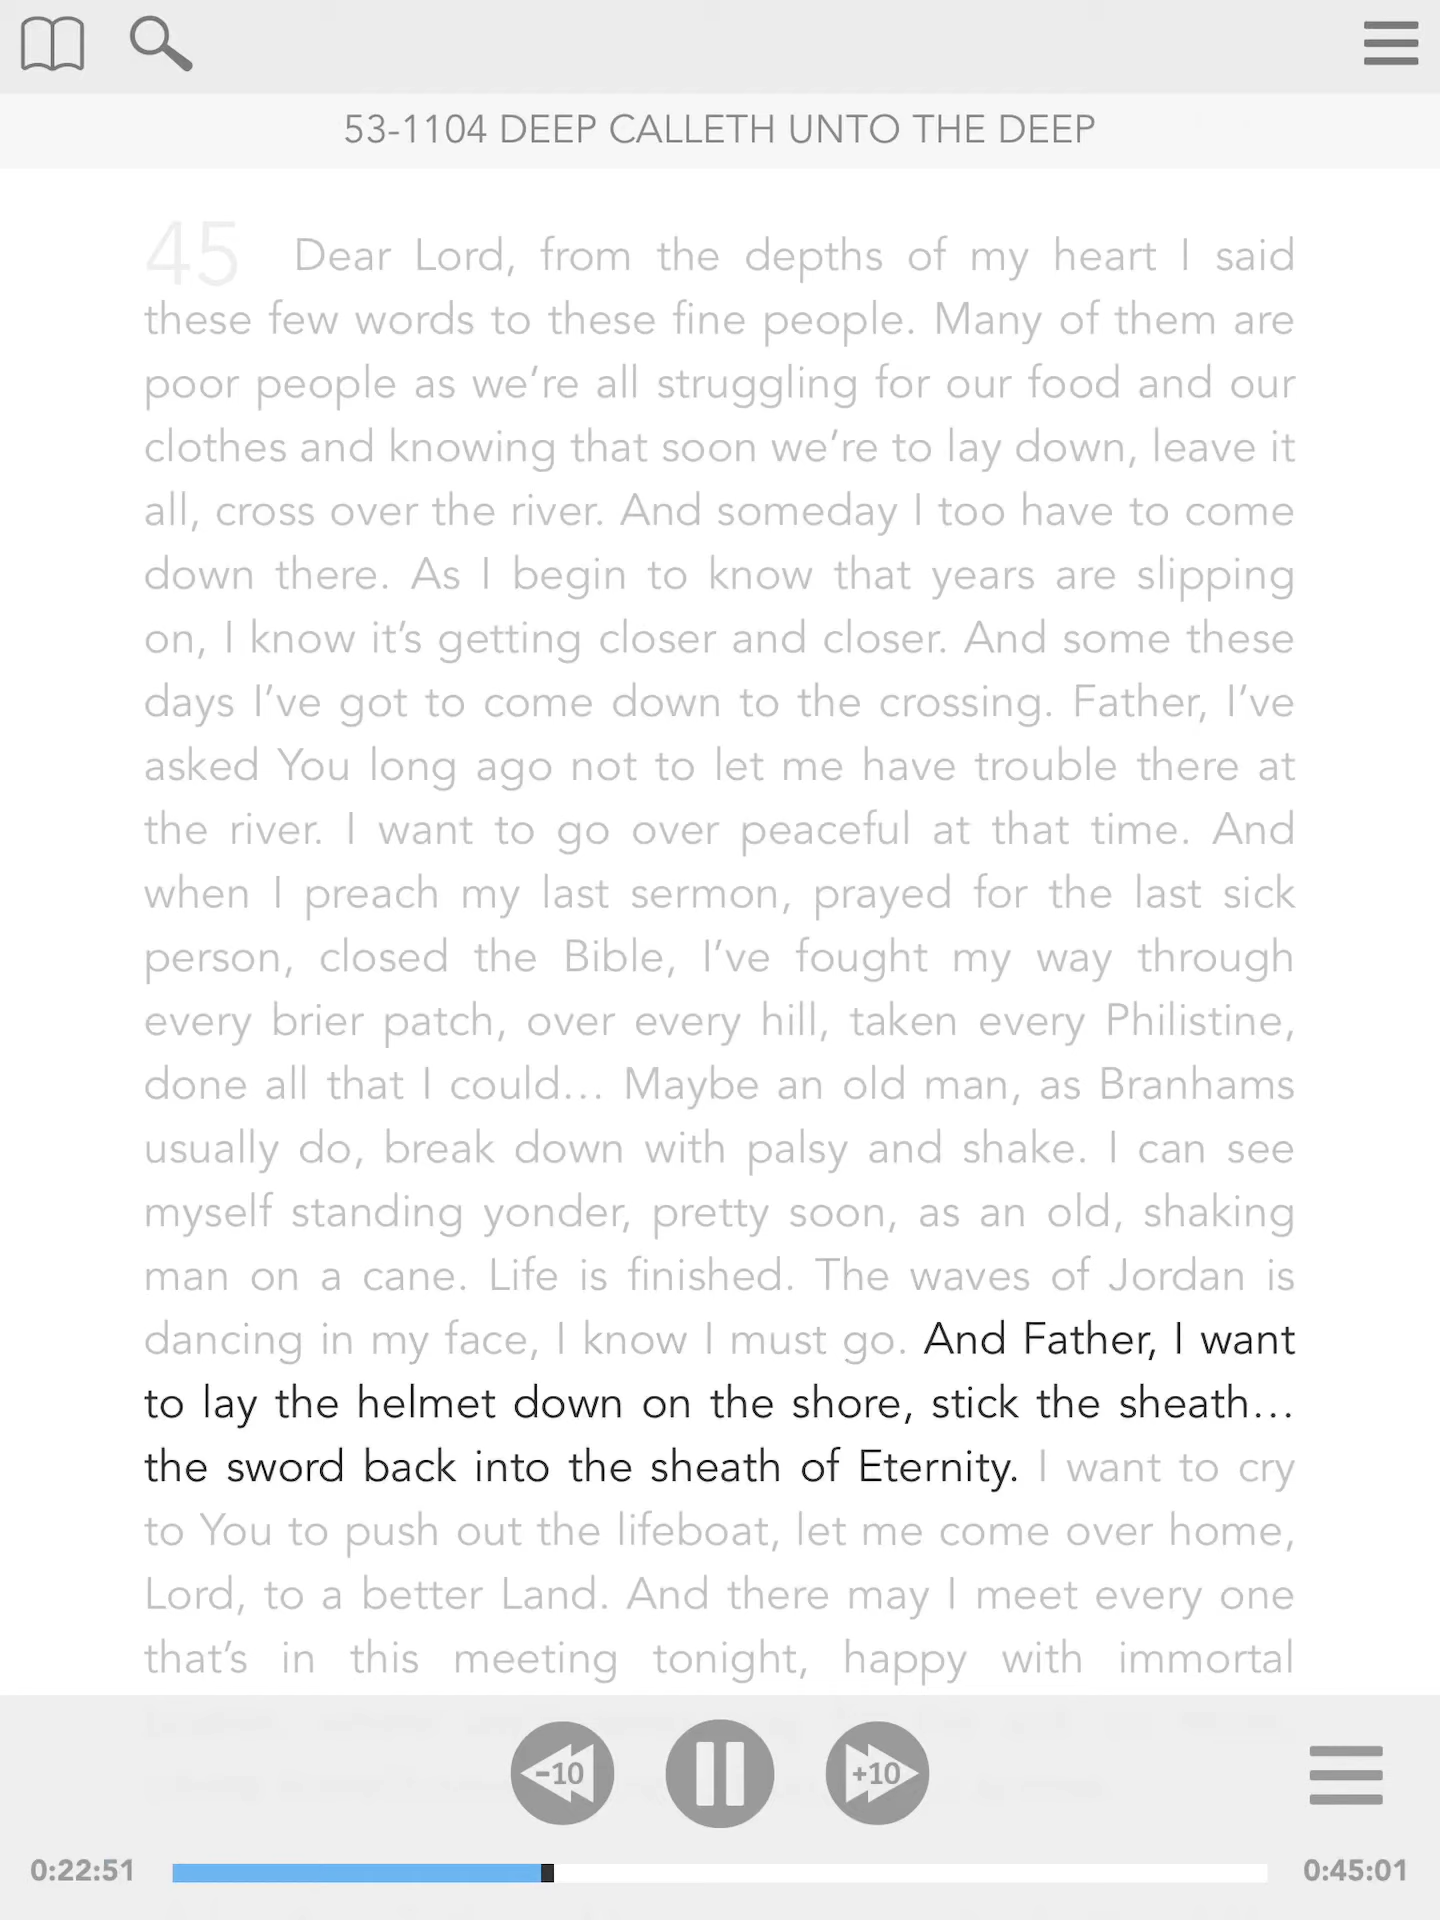 53-1104 DEEP CALLETH UNTO THE DEEP
45 Dear Lord, from the depths of my heart I said
these few words to these fine people. Many of them are
poor people as we’re all struggling for our food and our
clothes and knowing that soon we’re to lay down, leave it
all, cross over the river. And someday I too have to come
down there. As I begin to know that years are slipping
on, I know it’s getting closer and closer. And some these
days I’ve got to come down to the crossing. Father, I’ve
asked You long ago not to let me have trouble there at
the river. I want to go over peaceful at that time. And
when I preach my last sermon, prayed for the last sick
person, closed the Bible, I’ve fought my way through
every brier patch, over every hill, taken every Philistine,
done all that I could… Maybe an old man, as Branhams
usually do, break down with palsy and shake. I can see
myself standing yonder, pretty soon, as an old, shaking
man on a cane. Life is finished. The waves of Jordan is
dancing in my face, I know I must go. And Father, I want
to lay the helmet down on the shore, stick the sheath…
the sword back into the sheath of Eternity. I want to cry
to You to push out the lifeboat, let me come over home,
Lord, to a better Land. And there may I meet every one
that’s in this meeting tonight, happy with immortal
-10 +10
0:22:51 0:45:01